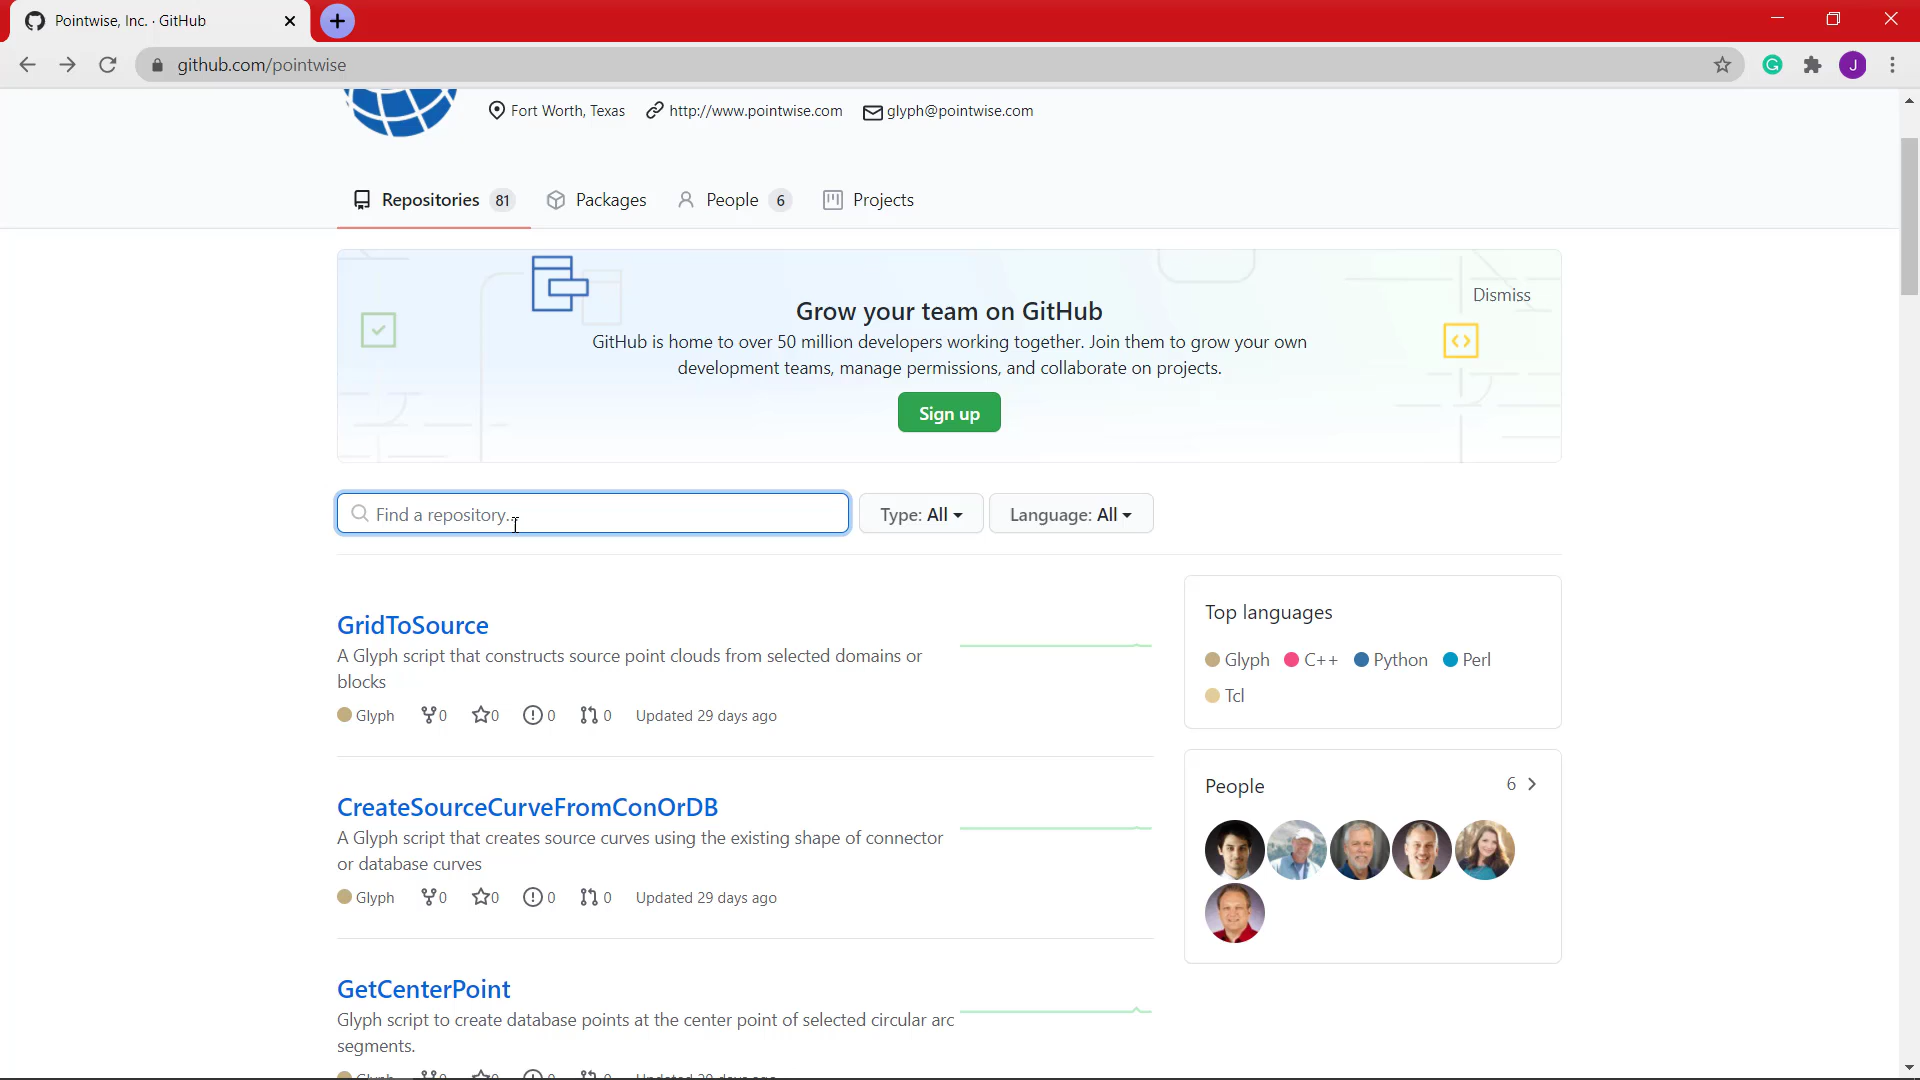 Pointwise, Inc. · GitHub
github.com/pointwise
J
Fort Worth, Texas http://www.pointwise.com glyph@pointwise.com
Repositories 81 Packages People 6 Projects
Dismiss
Grow your team on GitHub
GitHub is home to over 50 million developers working together. Join them to grow your own
development teams, manage permissions, and collaborate on projects.
Sign up
Find a repository... Type: All Language: All
GridToSource
A Glyph script that constructs source point clouds from selected domains or
blocks
Glyph 0 0 0 0 Updated 29 days ago
CreateSourceCurveFromConOrDB
A Glyph script that creates source curves using the existing shape of connector
or database curves
Glyph 0 0 0 0 Updated 29 days ago
GetCenterPoint
Glyph script to create database points at the center point of selected circular arc
segments.
Top languages
Glyph C++ Python Perl
Tcl
People 6